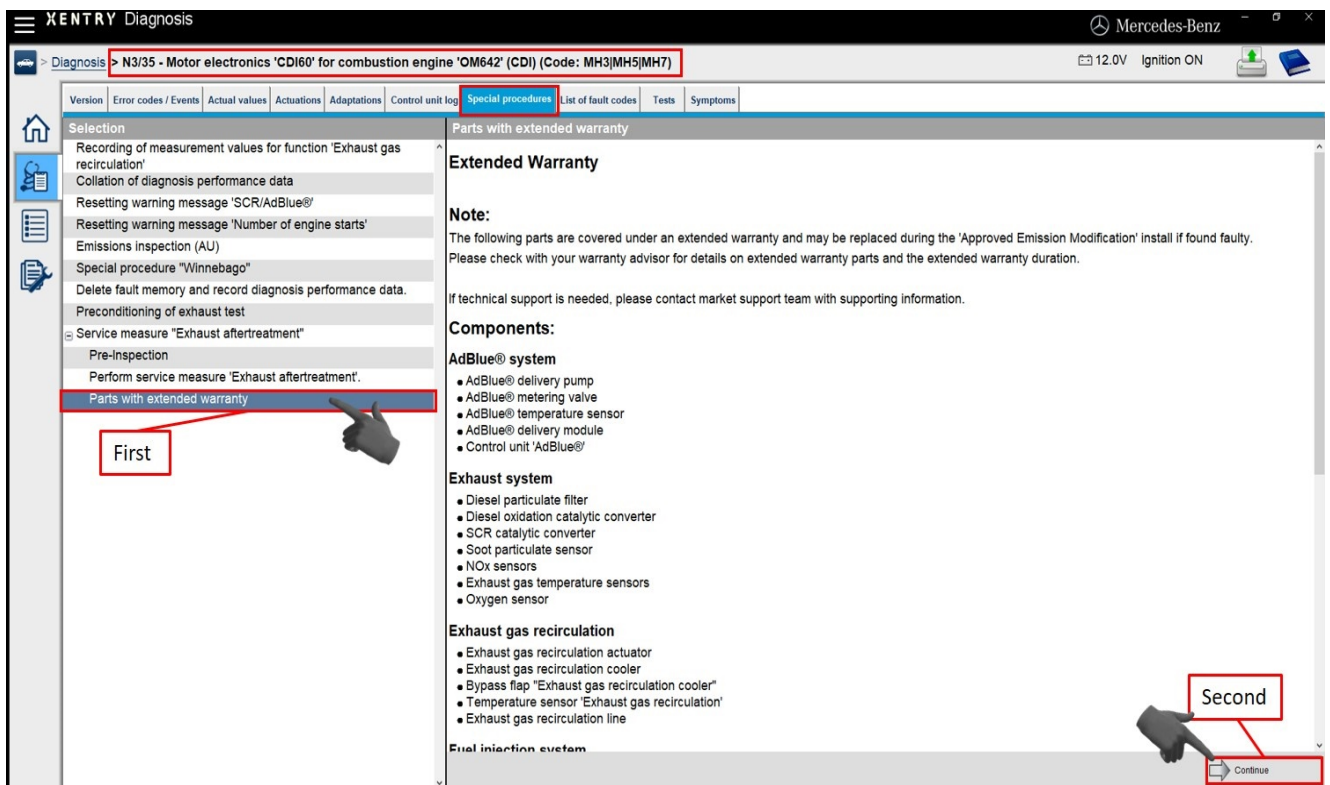 XENTRY Diagnosis
Mercedes-Benz
> Diagnosis > N3/35 - Motor electronics 'CDI60' for combustion engine 'OM642' (CDI) (Code: MH3|MH5|MH7)
12.0V Ignition ON
Version Error codes / Events Actual values Actuations Adaptations Control unit log Special procedures List of fault codes Tests Symptoms
Selection
Recording of measurement values for function 'Exhaust gas
recirculation'
Collation of diagnosis performance data
Resetting warning message 'SCR/AdBlue®'
Resetting warning message 'Number of engine starts'
Emissions inspection (AU)
Special procedure "Winnebago"
Delete fault memory and record diagnosis performance data.
Preconditioning of exhaust test
Service measure "Exhaust aftertreatment"
Pre-Inspection
Perform service measure 'Exhaust aftertreatment'.
Parts with extended warranty
First
Parts with extended warranty
Extended Warranty
Note:
The following parts are covered under an extended warranty and may be replaced during the 'Approved Emission Modification' install if found faulty.
Please check with your warranty advisor for details on extended warranty parts and the extended warranty duration.
If technical support is needed, please contact market support team with supporting information.
Components:
AdBlue® system
• AdBlue® delivery pump
• AdBlue® metering valve
• AdBlue® temperature sensor
• AdBlue® delivery module
• Control unit 'AdBlue®'
Exhaust system
• Diesel particulate filter
• Diesel oxidation catalytic converter
• SCR catalytic converter
• Soot particulate sensor
• NOx sensors
• Exhaust gas temperature sensors
• Oxygen sensor
Exhaust gas recirculation
• Exhaust gas recirculation actuator
• Exhaust gas recirculation cooler
• Bypass flap "Exhaust gas recirculation cooler"
• Temperature sensor 'Exhaust gas recirculation'
• Exhaust gas recirculation line
Fuel injection system
Second
Continue